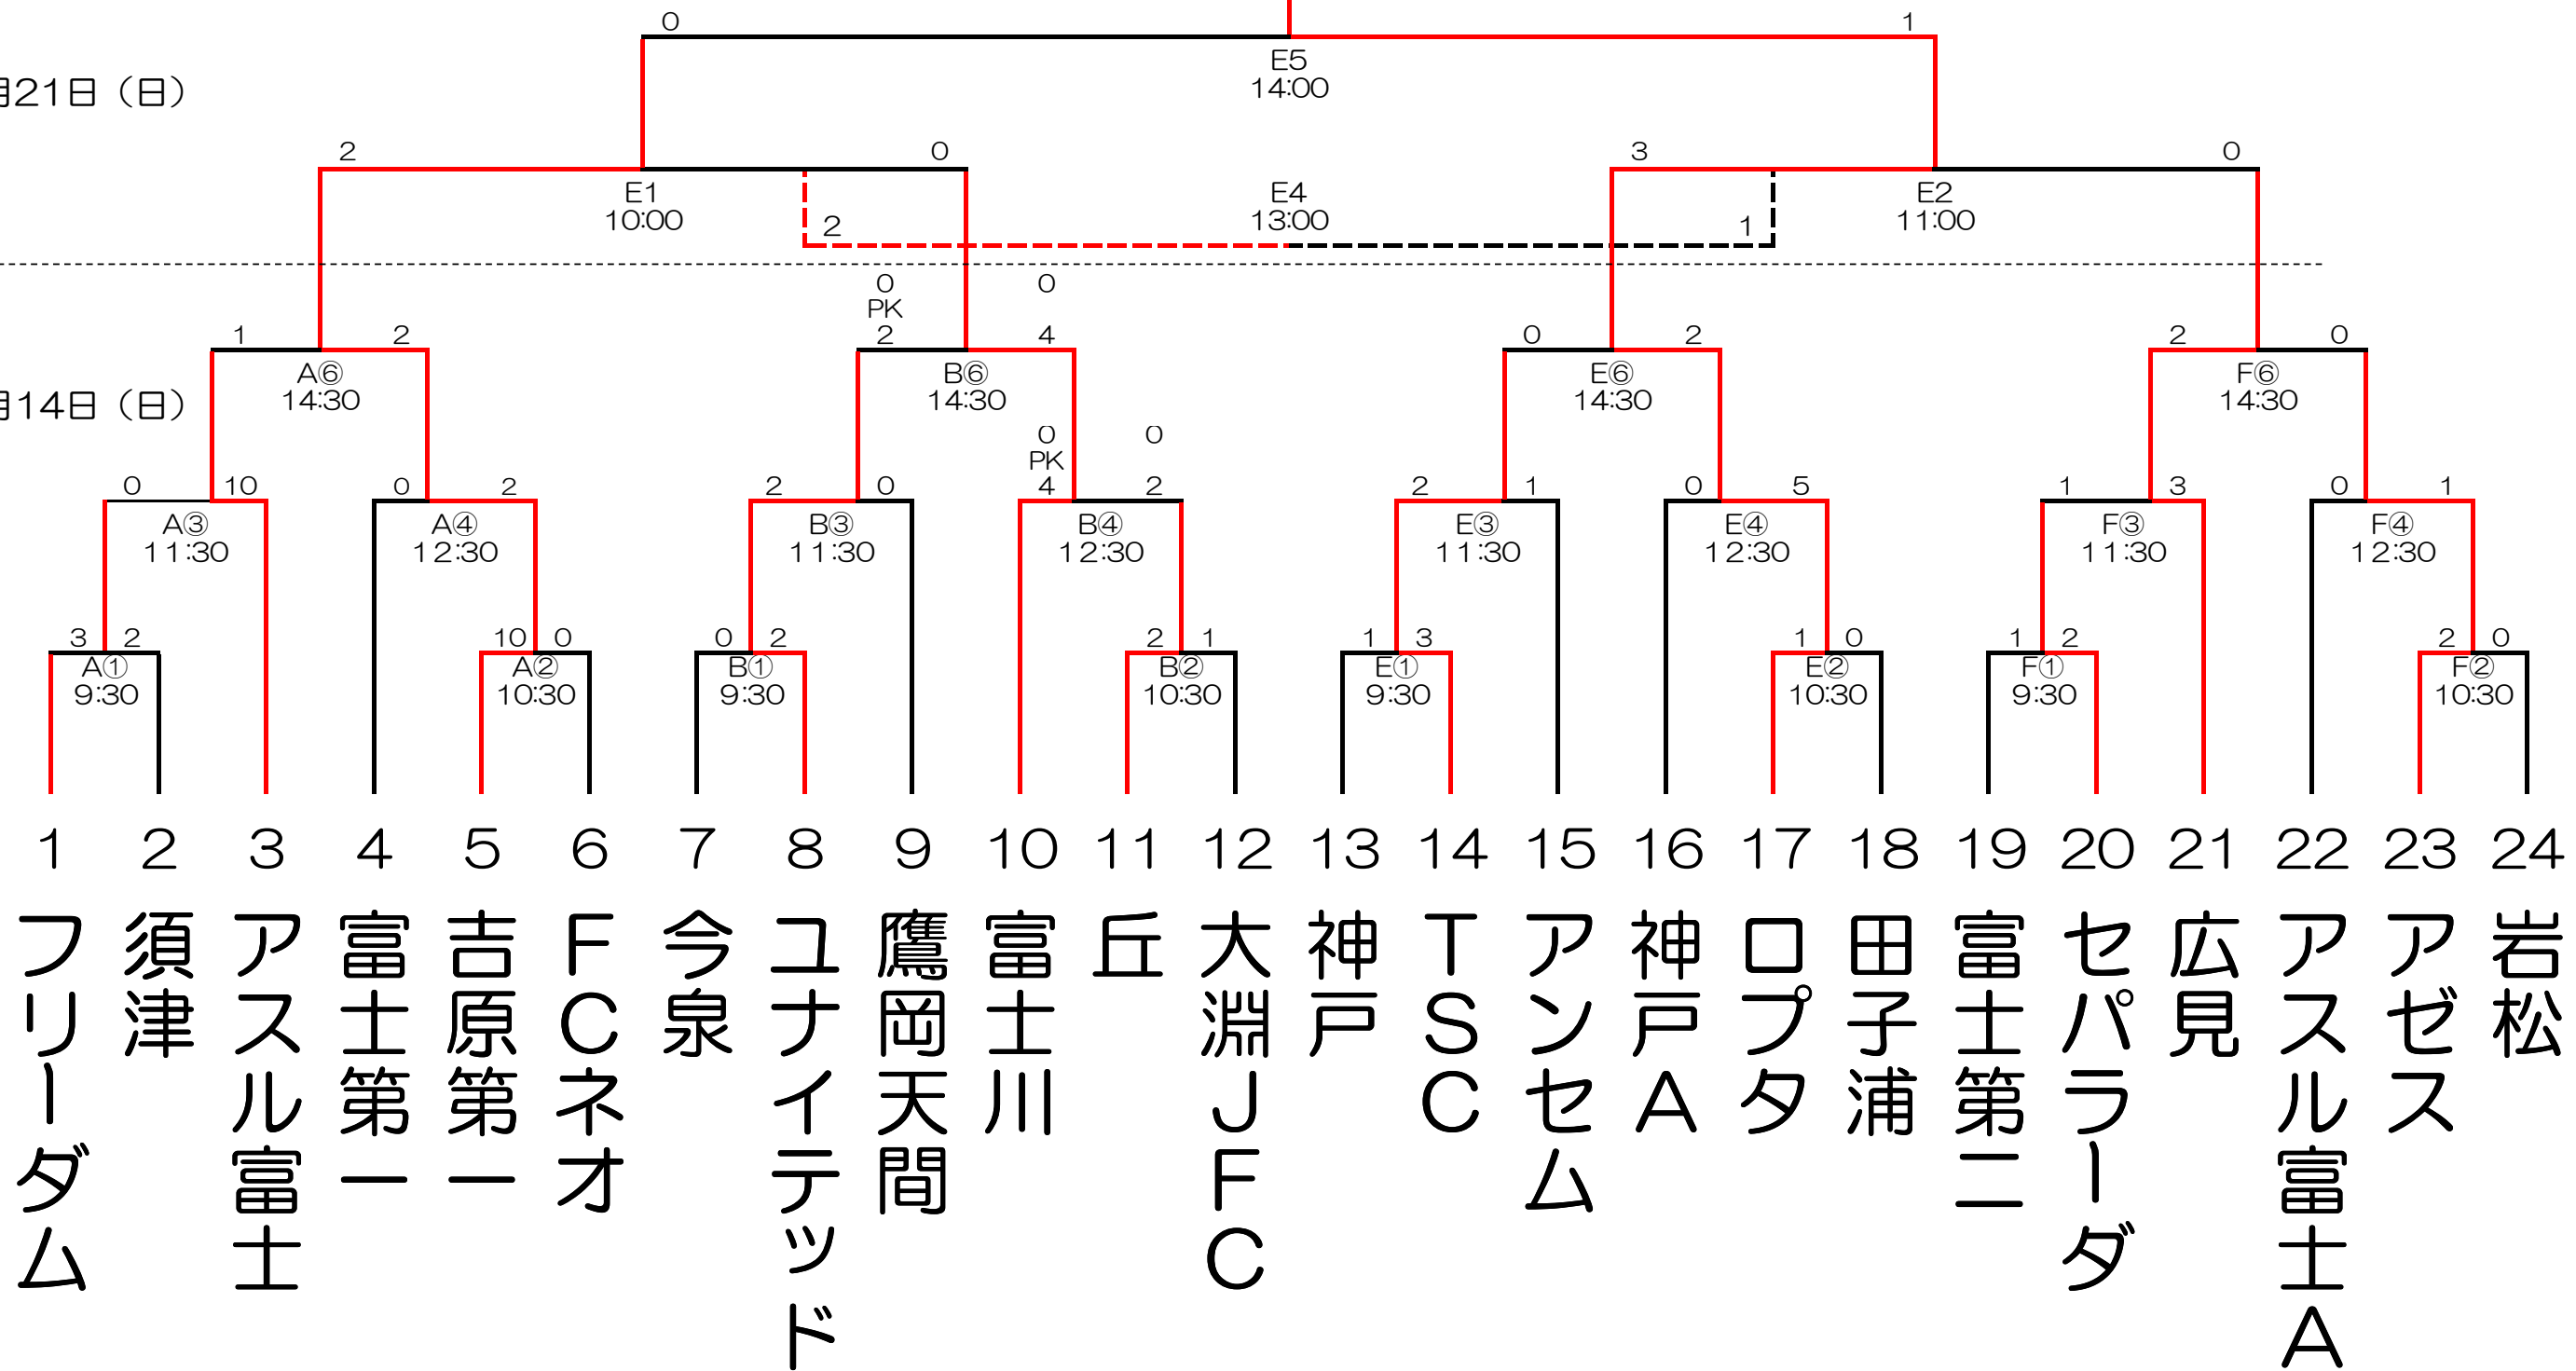 0 1
E5
14:00
月21日（日）
2 0 3 0
E1 E4 E2
10:00 13:00 11:00
2 1
0 0
PK
1 2 2 4 0 2 2 0
A⑥ B⑥ E⑥ F⑥
14:30 14:30 14:30 14:30
月14日（日）
0 0
PK
0 10 0 2 2 0 4 2 2 1 0 5 1 3 0 1
A③ A④ B③ B④ E③ E④ F③ F④
11:30 12:30 11:30 12:30 11:30 12:30 11:30 12:30
3 2 10 0 0 2 2 1 1 3 1 0 1 2 2 0
A① A② B① B② E① E② F① F②
9:30 10:30 9:30 10:30 9:30 10:30 9:30 10:30
1 2 3 4 5 6 7 8 9 10 11 12 13 14 15 16 17 18 19 20 21 22 23 24
フリーダム
須津
アスル富士
富士第一
吉原第一
FCネオ
今泉
ユナイテッド
鷹岡天間
富士川
丘
大淵JFC
神戸
TSC
アンセム
神戸A
ロプタ
田子浦
富士第二
セパラーダ
広見
アスル富士A
アゼス
岩松